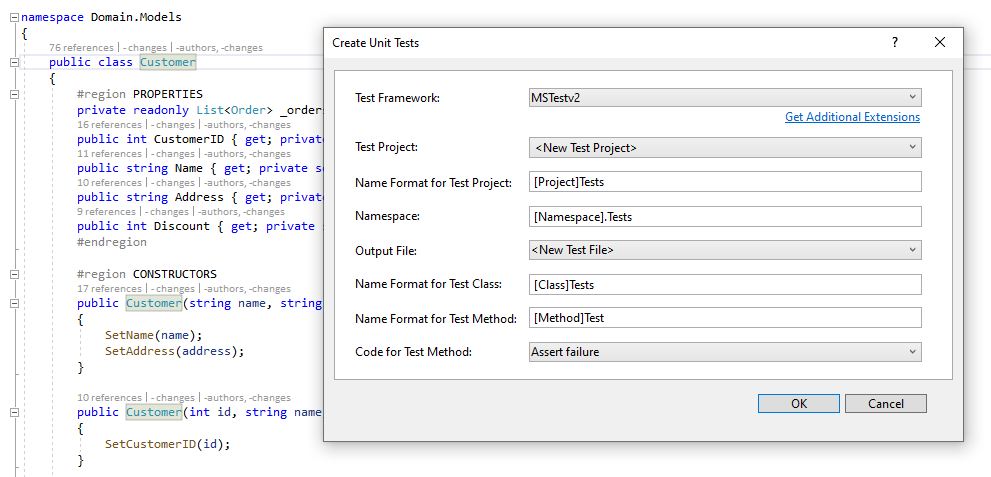 namespace Domain.Models
{
76 references | - changes | -authors, -changes
public class Customer
{
#region PROPERTIES
private readonly List<Order> _orders
16 references | - changes | -authors, -changes
public int CustomerID { get; private
11 references | - changes | -authors, -changes
public string Name { get; private s
10 references | - changes | -authors, -changes
public string Address { get; priva
9 references | - changes | -authors, -changes
public int Discount { get; private s
#endregion
#region CONSTRUCTORS
17 references | - changes | -authors, -changes
public Customer(string name, string
{
SetName(name);
SetAddress(address);
}
10 references | - changes | -authors, -changes
public Customer(int id, string name
{
SetCustomerID(id);
}
Create Unit Tests
?
Test Framework: MSTestv2
Get Additional Extensions
Test Project: <New Test Project>
Name Format for Test Project: [Project]Tests
Namespace: [Namespace].Tests
Output File: <New Test File>
Name Format for Test Class: [Class]Tests
Name Format for Test Method: [Method]Test
Code for Test Method: Assert failure
OK Cancel